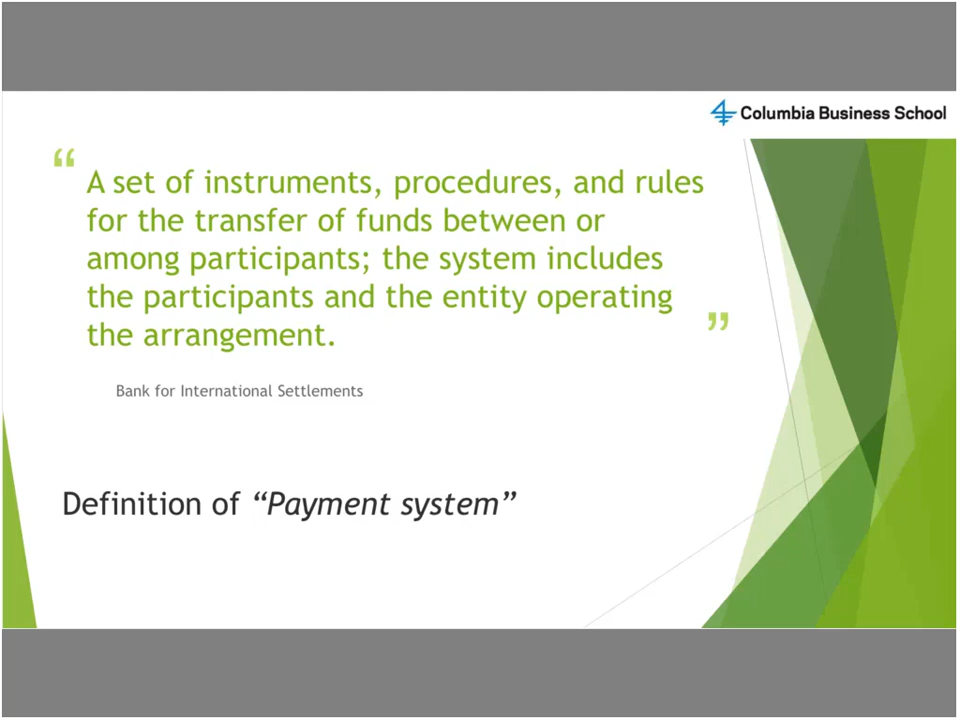 Columbia Business School
“
A set of instruments, procedures, and rules
for the transfer of funds between or
among participants; the system includes
the participants and the entity operating
the arrangement.
”
Bank for International Settlements
Definition of “Payment system”